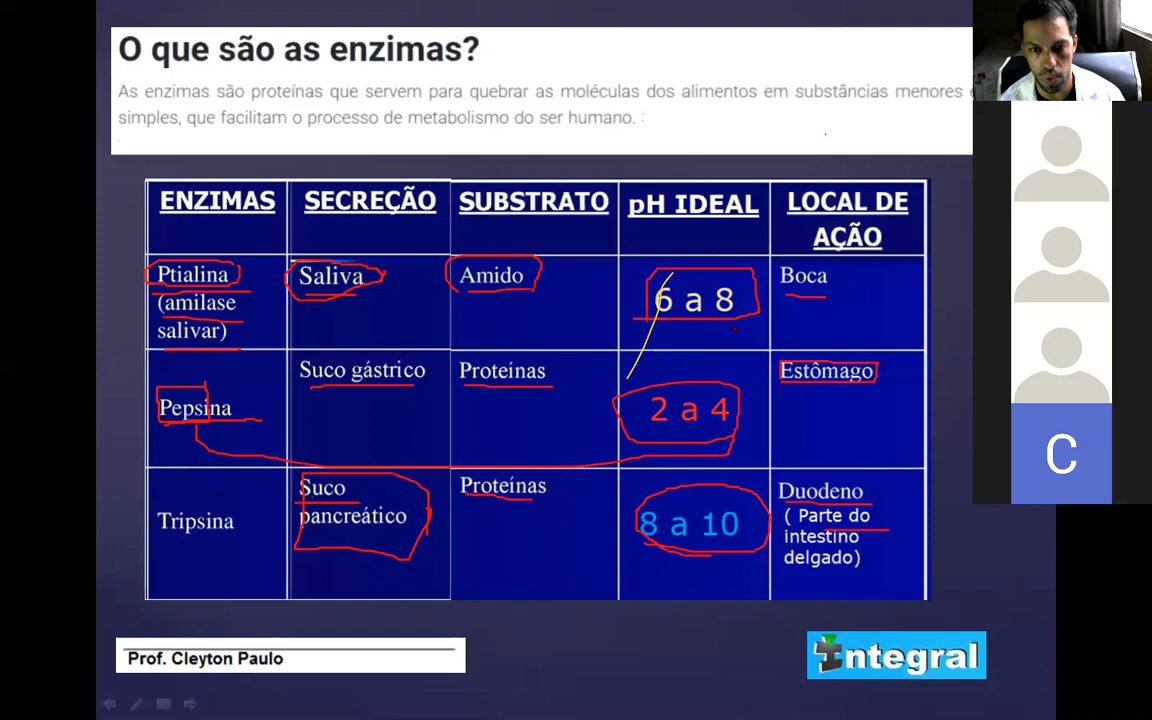 O que são as enzimas?
As enzimas são proteínas que servem para quebrar as moléculas dos alimentos em substâncias menores e
simples, que facilitam o processo de metabolismo do ser humano.
ENZIMAS SECREÇÃO SUBSTRATO pH IDEAL LOCAL DE
AÇÃO
Ptialina Saliva Amido 6 a 8 Boca
(amilase
salivar)
Suco gástrico Proteínas Estômago
Pepsina 2 a 4
Suco Proteínas Duodeno
Tripsina pancreático 8 a 10 ( Parte do
intestino
delgado)
C
Prof. Cleyton Paulo
Integral